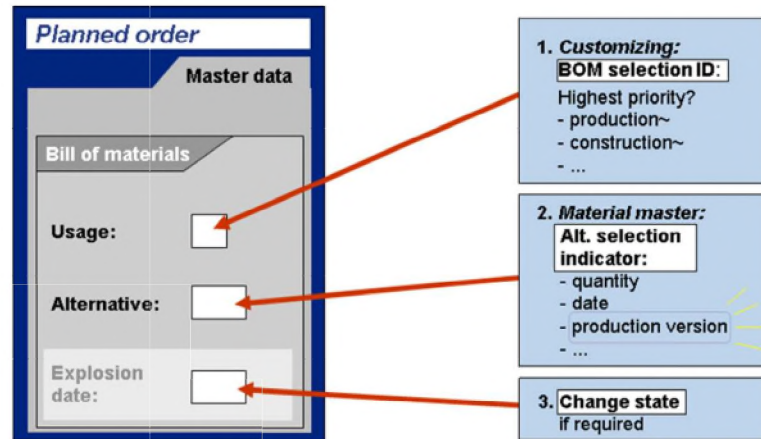 Planned order
Master data
Bill of materials
Usage:
Alternative:
Explosion
date:
1. Customizing:
BOM selection ID:
Highest priority?
- production~
- construction~
- ...
2. Material master:
Alt. selection
indicator:
- quantity
- date
- production version
- ...
3. Change state
if required